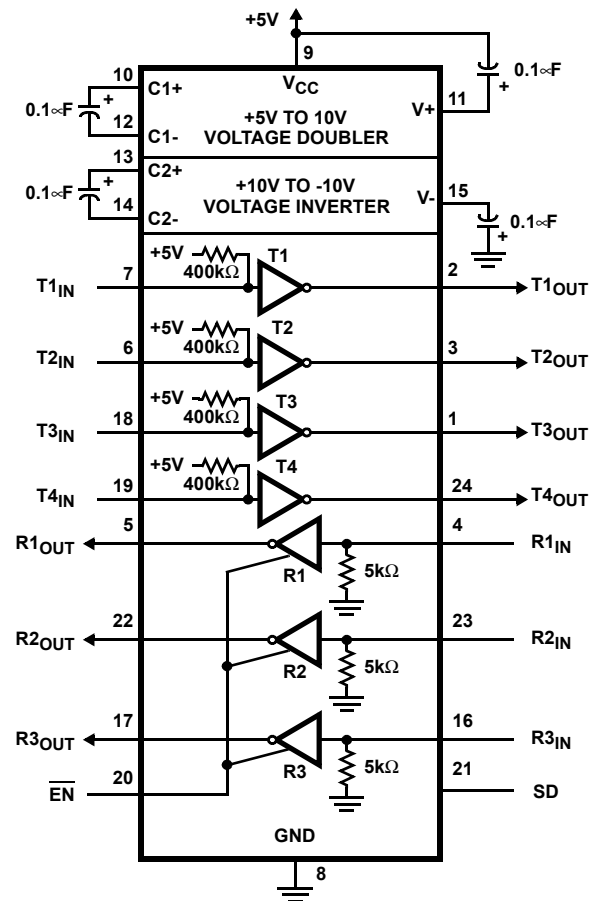 +5V
9
VCC
10
C1+
0.1∝F
+
12
C1-
+5V TO 10V
VOLTAGE DOUBLER
V+
11
+
0.1∝F
13
C2+
0.1∝F
+
14
C2-
+10V TO -10V
VOLTAGE INVERTER
V-
15
+
0.1∝F
T1IN
7
+5V
400kΩ
T1
2
T1OUT
T2IN
6
+5V
400kΩ
T2
3
T2OUT
T3IN
18
+5V
400kΩ
T3
1
T3OUT
T4IN
19
+5V
400kΩ
T4
24
T4OUT
R1OUT
5
R1
5kΩ
4
R1IN
R2OUT
22
R2
5kΩ
23
R2IN
R3OUT
17
R3
5kΩ
16
R3IN
E̅N̅
20
21
SD
GND
8